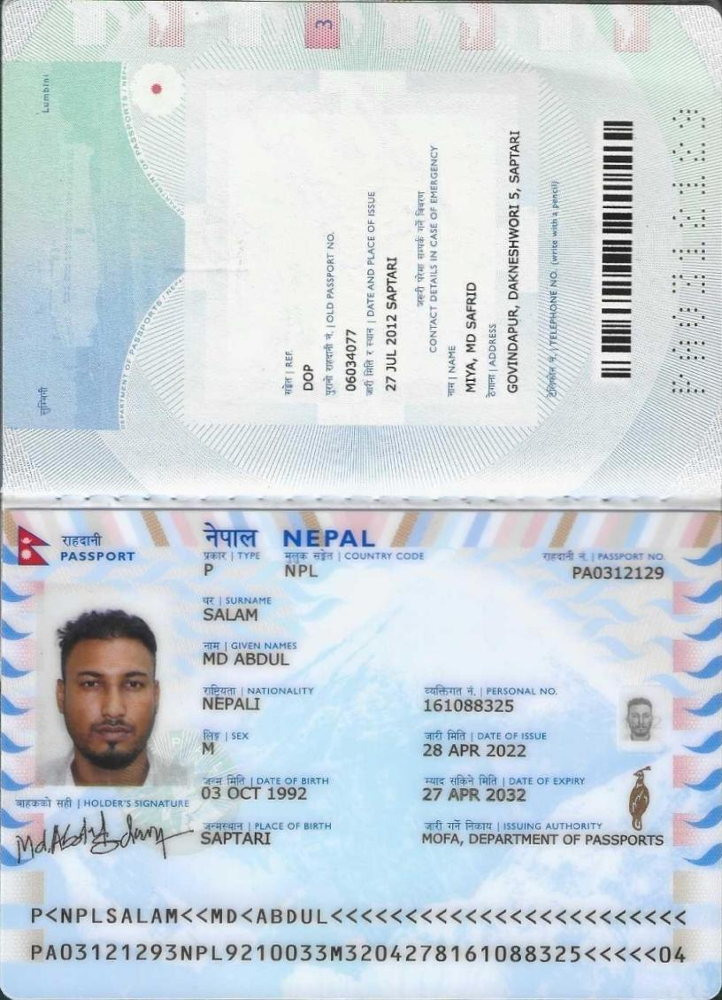 3
Lumbini
लुम्बिनी
DEPARTMENT OF PASSPORTS / NEPAL
सङ्केत | REF.
DOP
पुरानो राहदानी नं. | OLD PASSPORT NO.
06034077
जारी मिति र स्थान | DATE AND PLACE OF ISSUE
27 JUL 2012 SAPTARI
जरूरी परेमा सम्पर्क गर्ने विवरण
CONTACT DETAILS IN CASE OF EMERGENCY
नाम | NAME
MIYA, MD SAFRID
ठेगाना | ADDRESS
GOVINDAPUR, DAKNESHWORI 5, SAPTARI
टेलिफोन नं. / TELEPHONE NO. (write with a pencil)
राहदानी
PASSPORT
नेपाल NEPAL
प्रकार | TYPE मुलुक सङ्केत | COUNTRY CODE राहदानी नं. | PASSPORT NO.
P NPL PA0312129
थर | SURNAME
SALAM
नाम | GIVEN NAMES
MD ABDUL
राष्ट्रियता | NATIONALITY व्यक्तिगत नं. | PERSONAL NO.
NEPALI 161088325
लिङ्ग | SEX जारी मिति | DATE OF ISSUE
M 28 APR 2022
जन्म मिति | DATE OF BIRTH म्याद सकिने मिति | DATE OF EXPIRY
03 OCT 1992 27 APR 2032
बाहकको सही | HOLDER'S SIGNATURE
जन्मस्थान | PLACE OF BIRTH जारी गर्ने निकाय | ISSUING AUTHORITY
SAPTARI MOFA, DEPARTMENT OF PASSPORTS
P<NPLSALAM<<MD<ABDUL<<<<<<<<<<<<<<<<<<<<<<<<
PA03121293NPL9210033M3204278161088325<<<<<04